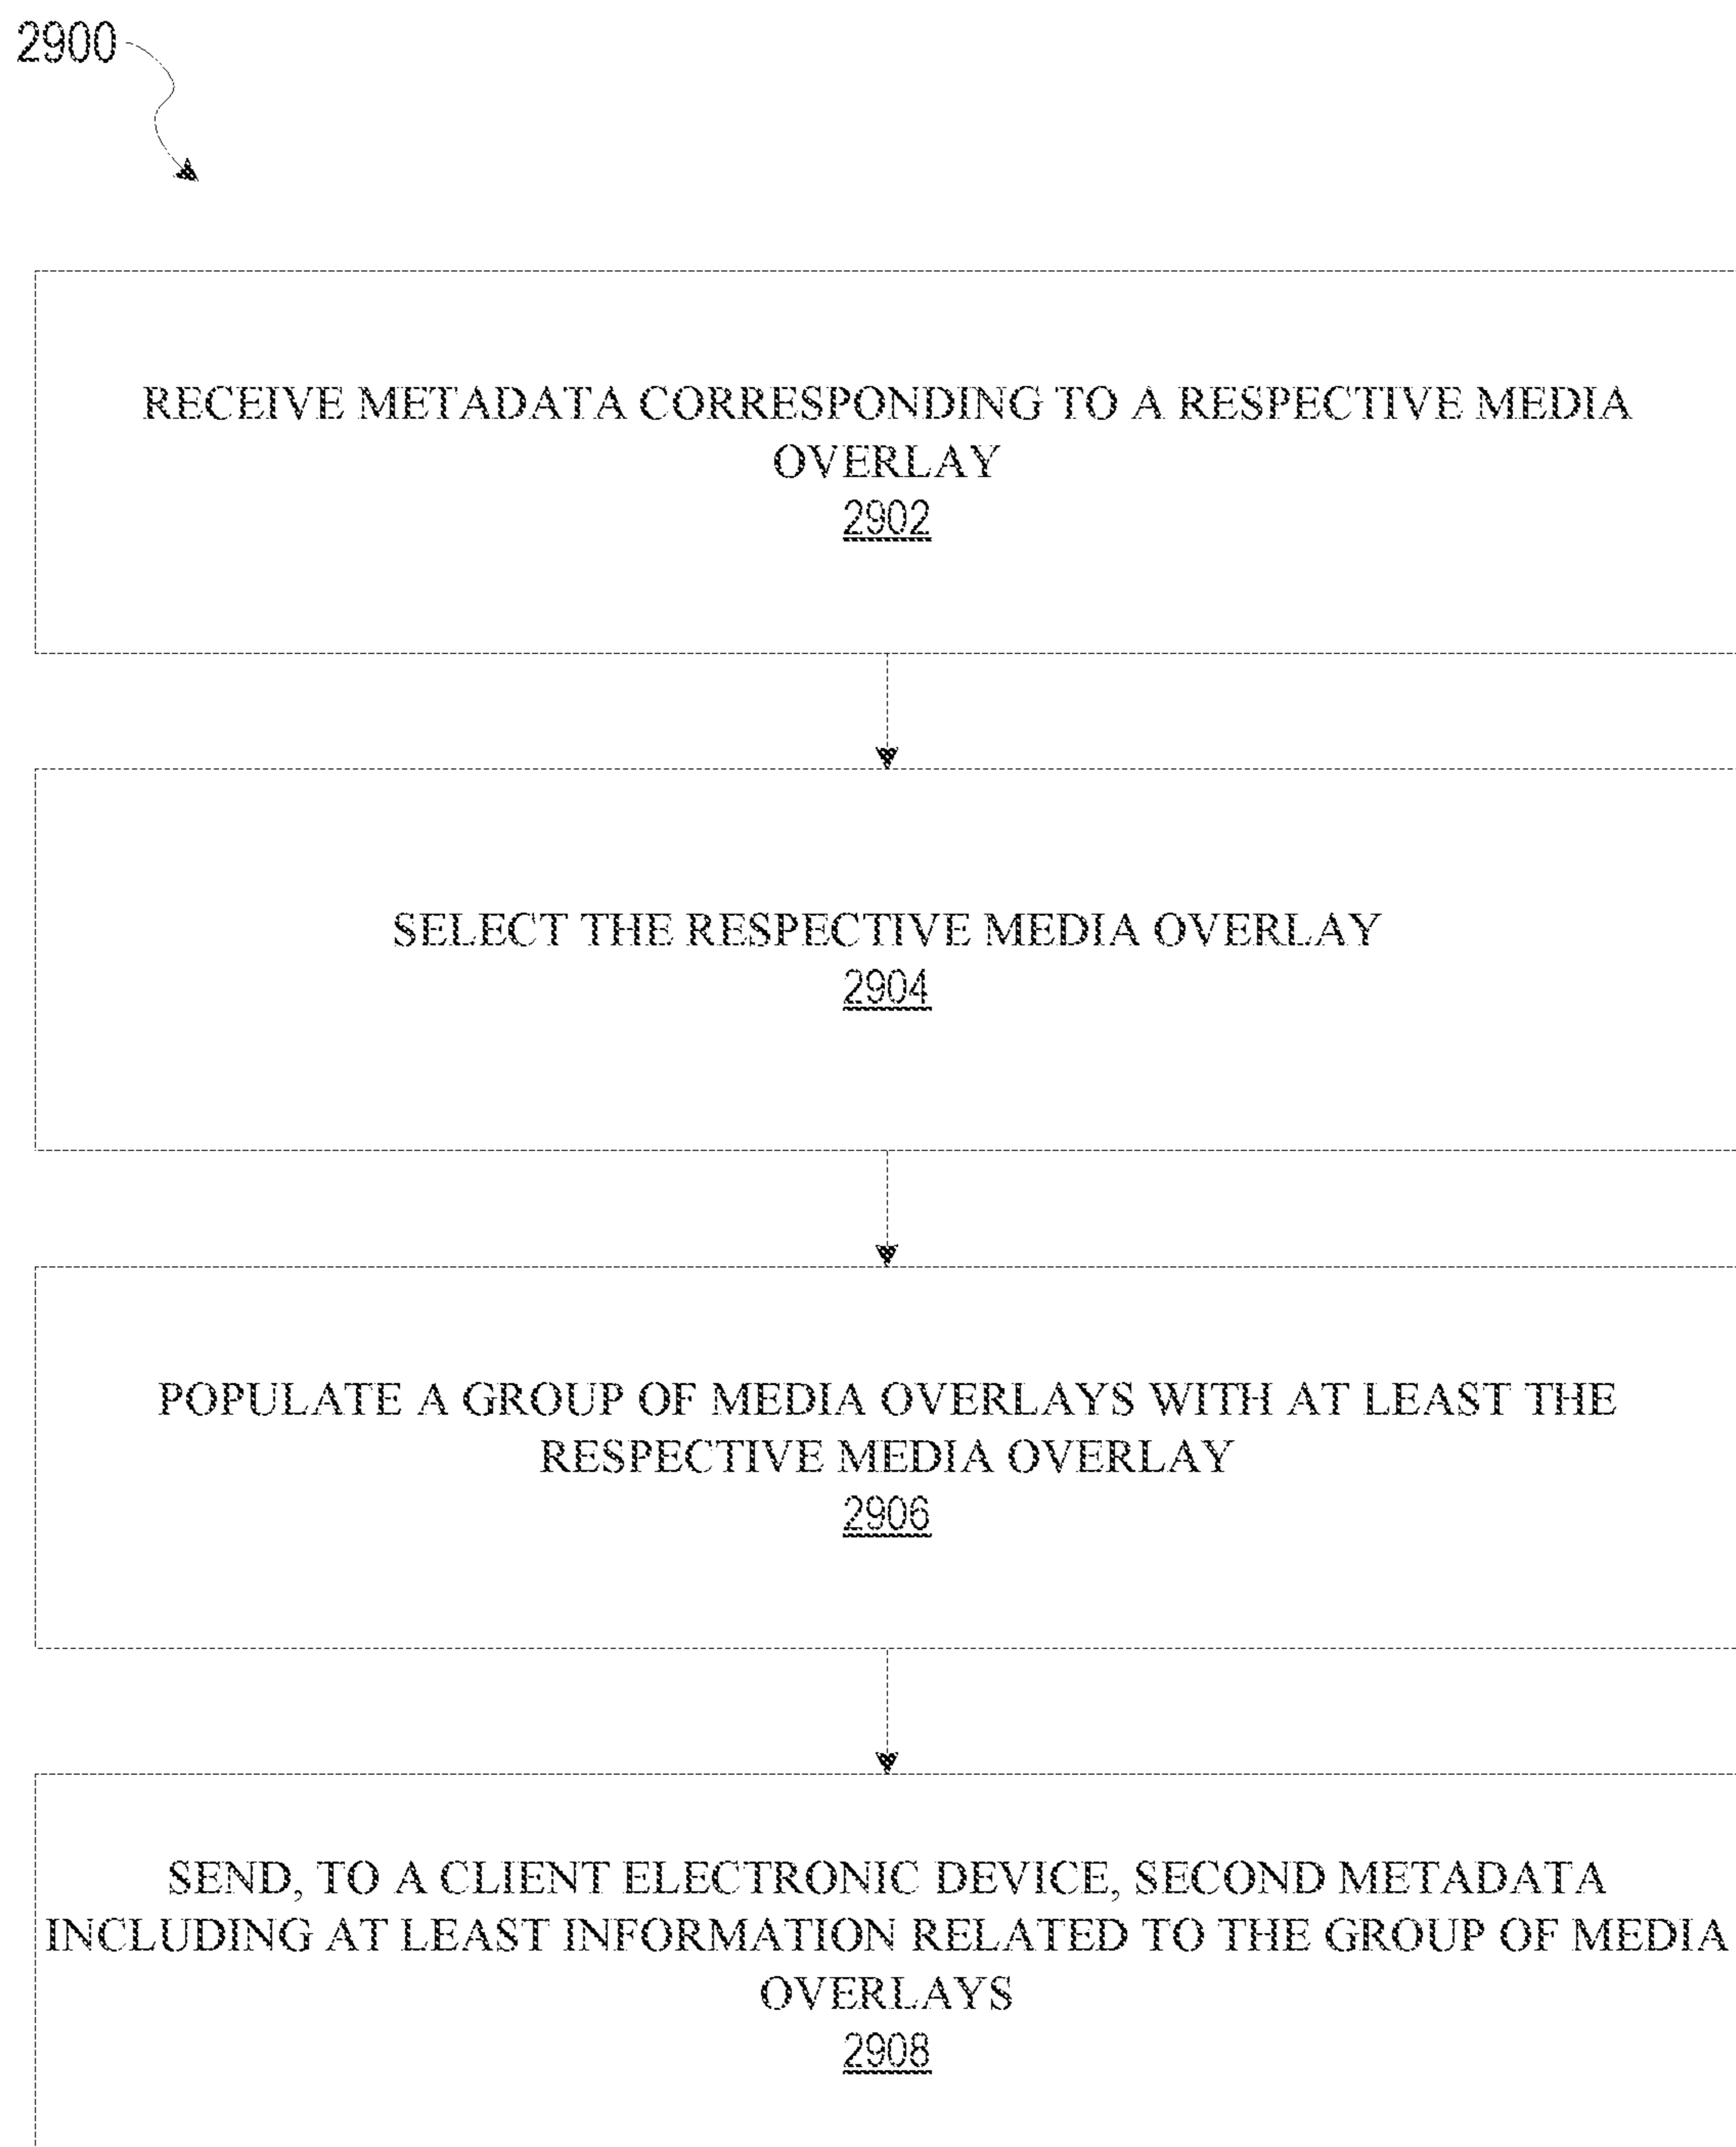 2900
RECEIVE METADATA CORRESPONDING TO A RESPECTIVE MEDIA
OVERLAY
2902
SELECT THE RESPECTIVE MEDIA OVERLAY
2904
POPULATE A GROUP OF MEDIA OVERLAYS WITH AT LEAST THE
RESPECTIVE MEDIA OVERLAY
2906
SEND, TO A CLIENT ELECTRONIC DEVICE, SECOND METADATA
INCLUDING AT LEAST INFORMATION RELATED TO THE GROUP OF MEDIA
OVERLAYS
2908